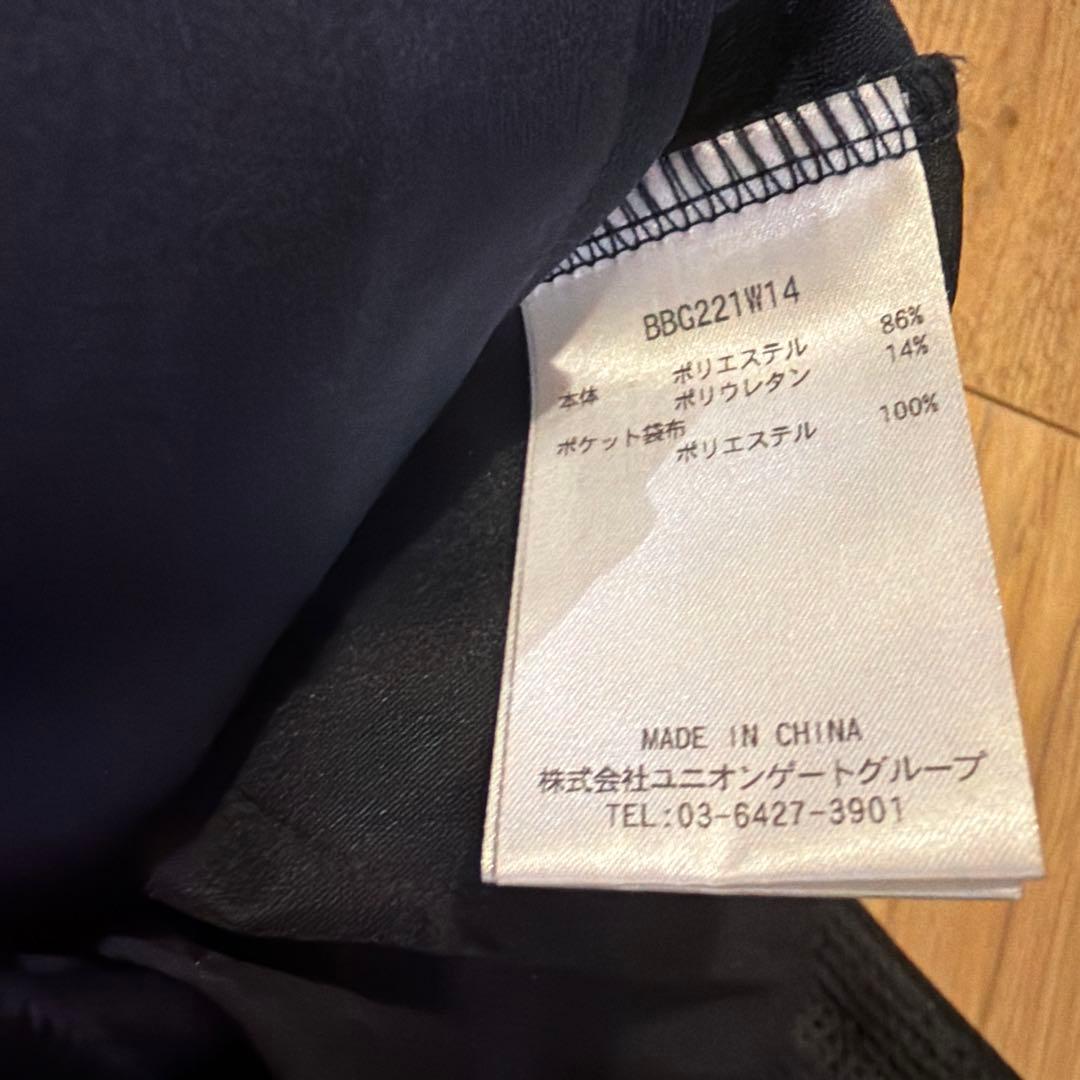 BBG221W14
本体 ポリエステル 86%
ポリウレタン 14%
ポケット袋布
ポリエステル 100%
MADE IN CHINA
株式会社ユニオンゲートグループ
TEL:03-6427-3901